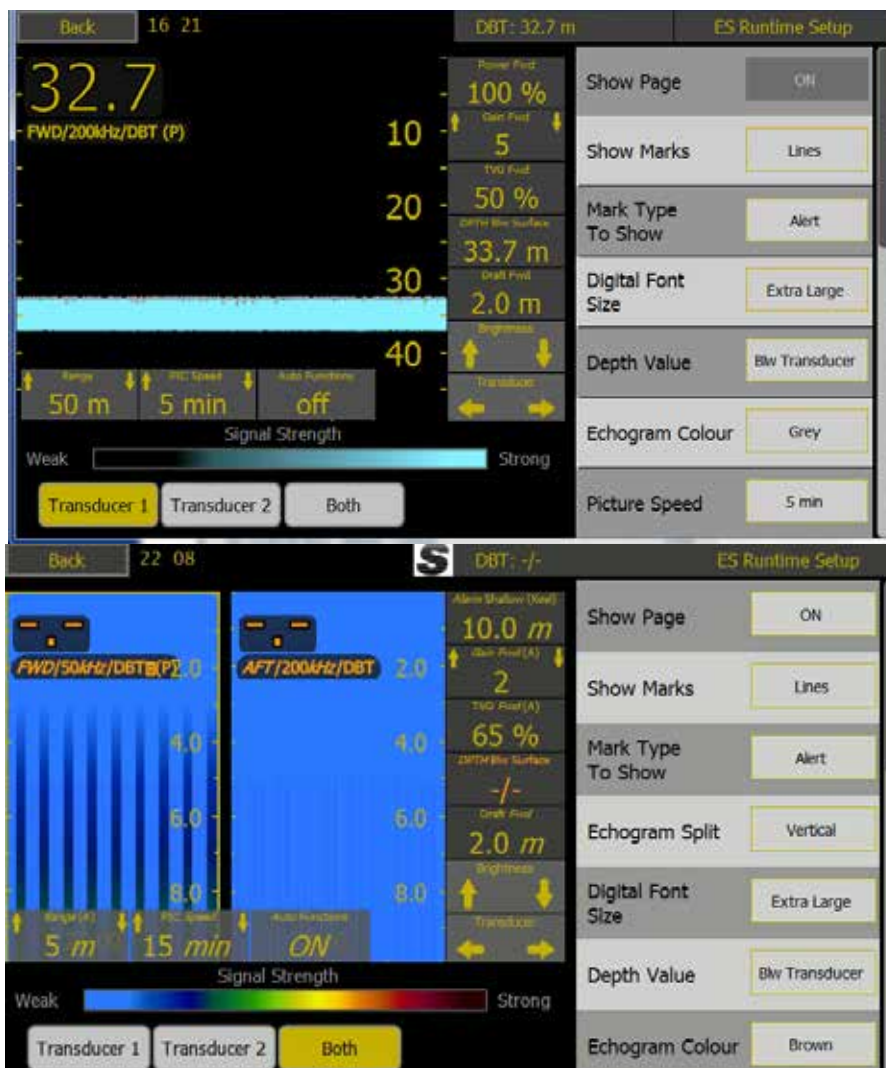 Back 16 21 DBT: 32.7 m ES Runtime Setup
32.7
FWD/200kHz/DBT (P)
10
20
30
40
Power Fwd
100 %
Gain Fwd
5
TVG Fwd
50 %
DPTH Blw Surface
33.7 m
Draft Fwd
2.0 m
Brightness
Transducer
Range
50 m
PIC Speed
5 min
Auto Functions
off
Signal Strength
Weak Strong
Transducer 1 Transducer 2 Both
Show Page ON
Show Marks Lines
Mark Type
To Show Alert
Digital Font
Size Extra Large
Depth Value Blw Transducer
Echogram Colour Grey
Picture Speed 5 min
Back 22 08 S DBT: -/- ES Runtime Setup
--.-
FWD/50kHz/DBT (P) 2.0
4.0
6.0
8.0
--.-
AFT/200kHz/DBT 2.0
4.0
6.0
8.0
Alarm Shallow (Keel)
10.0 m
Gain Fwd(A)
2
TVG Fwd(A)
65 %
DPTH Blw Surface
-/-
Draft Fwd
2.0 m
Brightness
Transducer
Range (A)
5 m
PIC Speed
15 min
Auto Functions
ON
Signal Strength
Weak Strong
Transducer 1 Transducer 2 Both
Show Page ON
Show Marks Lines
Mark Type
To Show Alert
Echogram Split Vertical
Digital Font
Size Extra Large
Depth Value Blw Transducer
Echogram Colour Brown